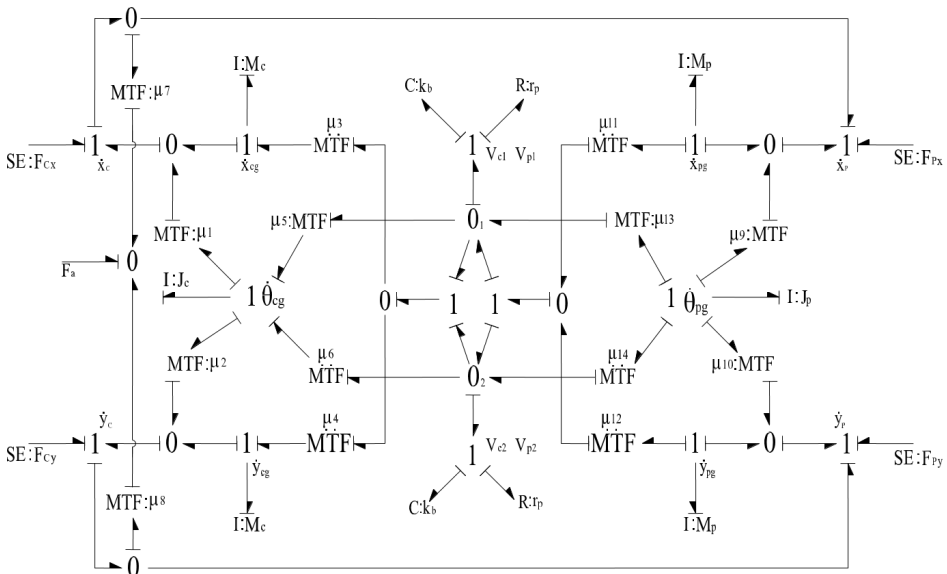 0
I:Mc I:Mp
MTF:μ7 C:kb R:rp
μ3 μ11
SE:FCx 1 0 1 MTF 1 Vc1 Vp1 MTF 1 0 1 SE:FPx
ẋc ẋcg ẋpg ẋP
MTF:μ1 μ5:MTF 01 MTF:μ13 μ9:MTF
Fa 0
I:Jc 1 θ̇cg 0 1 1 0 1 θ̇pg I:Jp
MTF:μ2 μ6 MTF 02 μ14 MTF μ10:MTF
ẏc μ4 μ12 ẏP
SE:FCy 1 0 1 MTF 1 Vc2 Vp2 MTF 1 0 1 SE:FPy
ẏcg ẏpg
MTF:μ8 C:kb R:rp
I:Mc I:Mp
0